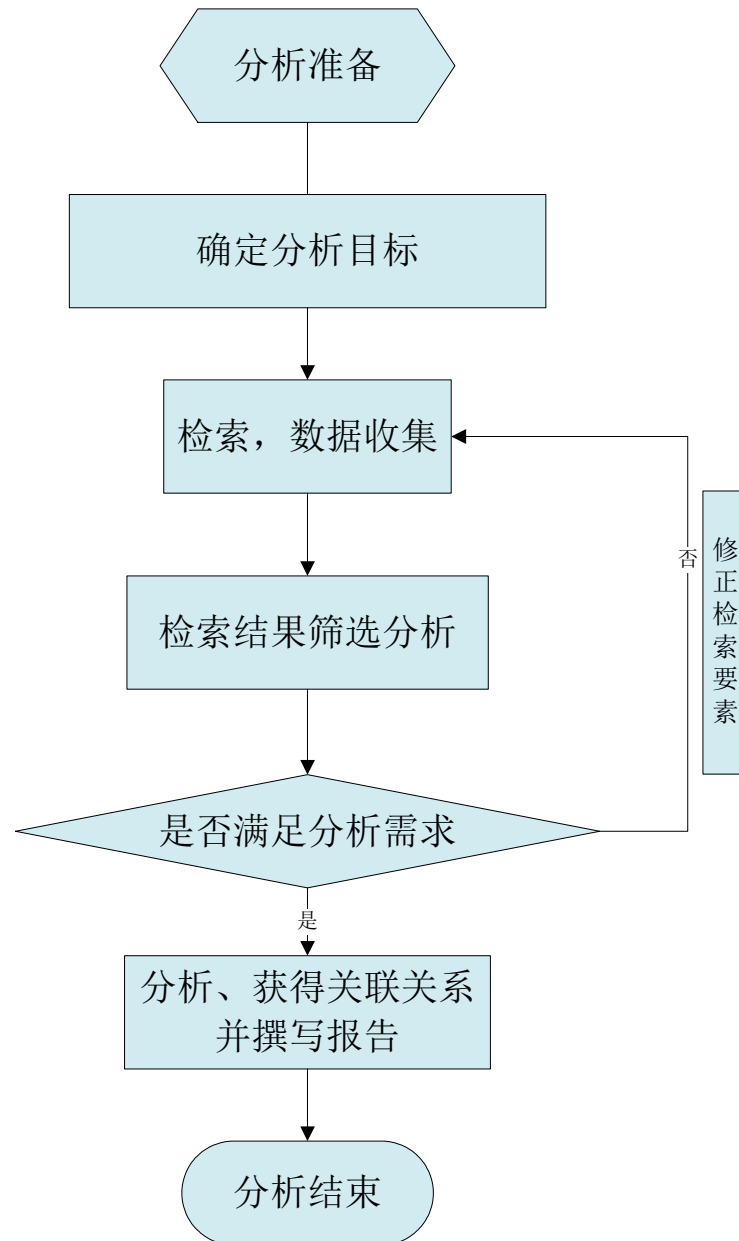 分析准备
确定分析目标
检索，数据收集
检索结果筛选分析
是否满足分析需求
否
修正检索要素
是
分析、获得关联关系
并撰写报告
分析结束